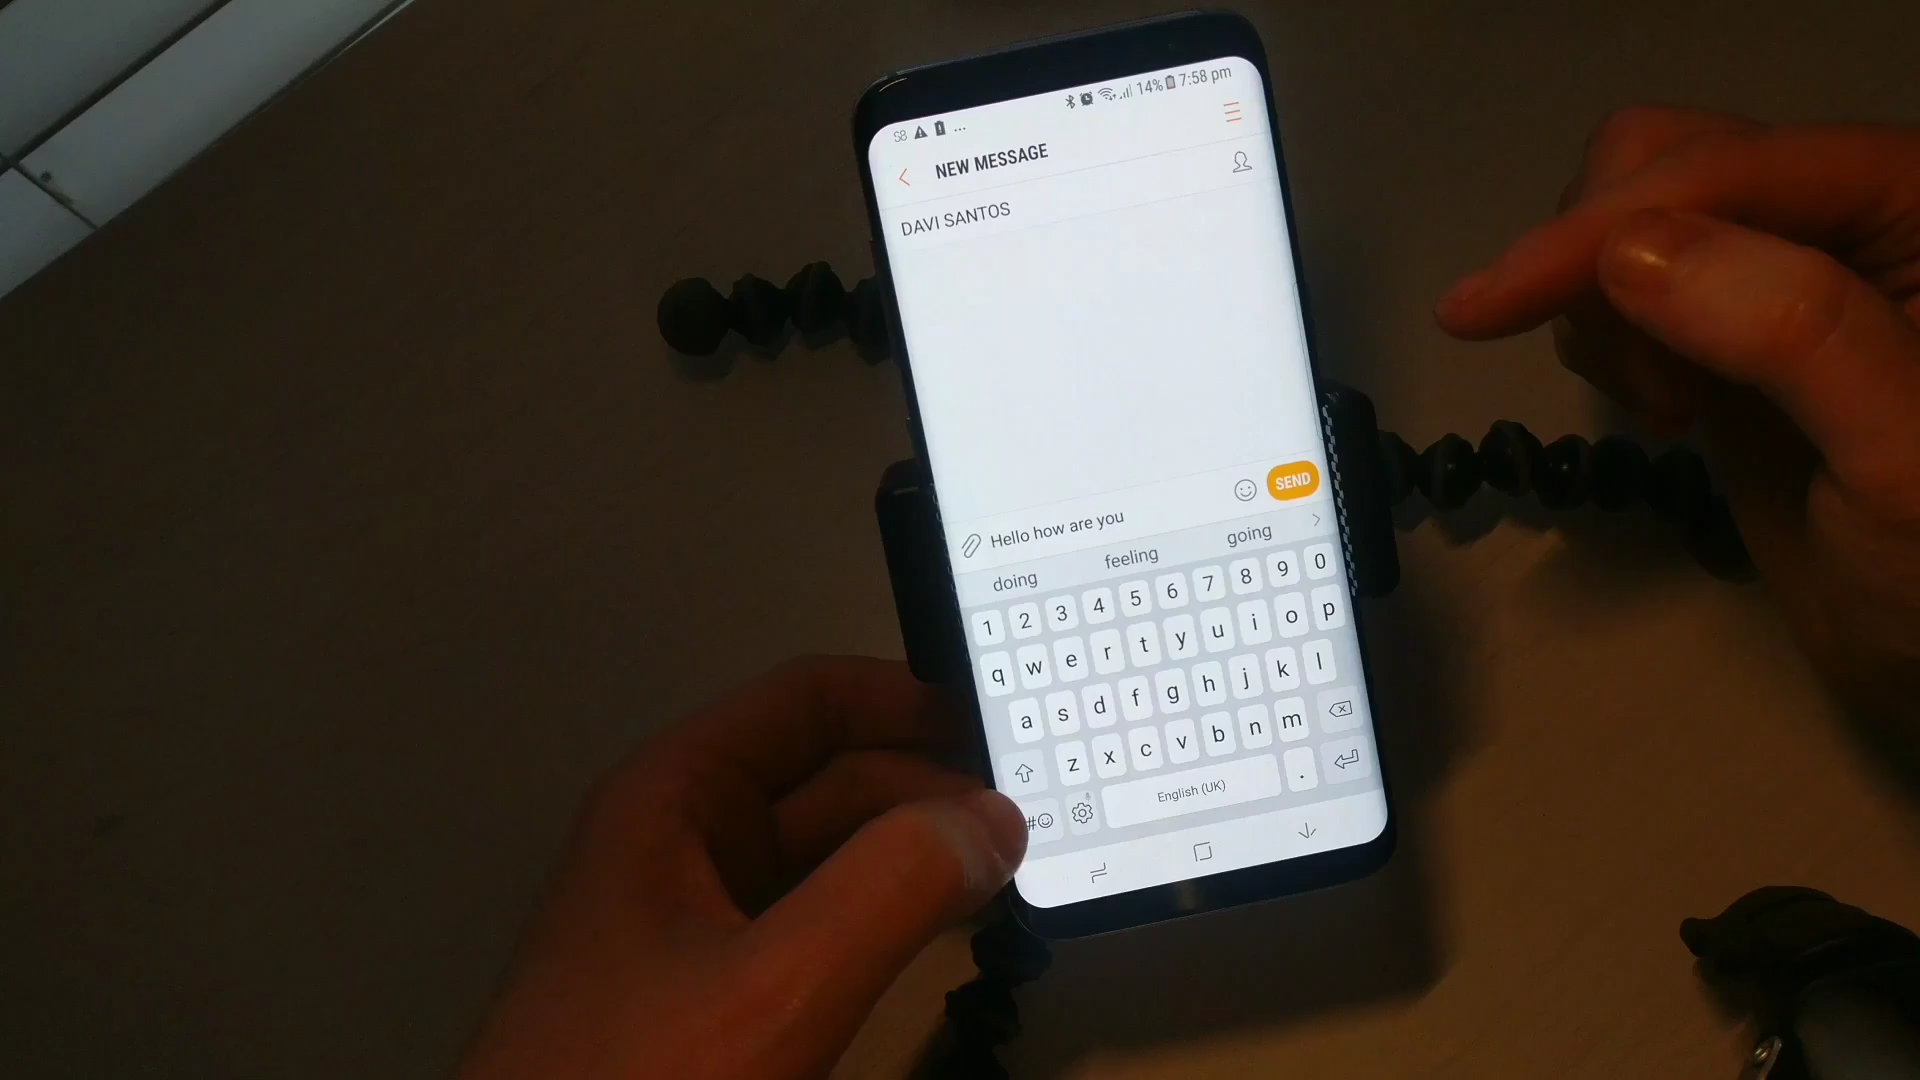 S8 ... 14% 7:58 pm
NEW MESSAGE
DAVI SANTOS
SEND
Hello how are you
doing feeling going
1 2 3 4 5 6 7 8 9 0
q w e r t y u i o p
a s d f g h j k l
z x c v b n m
# English (UK) .